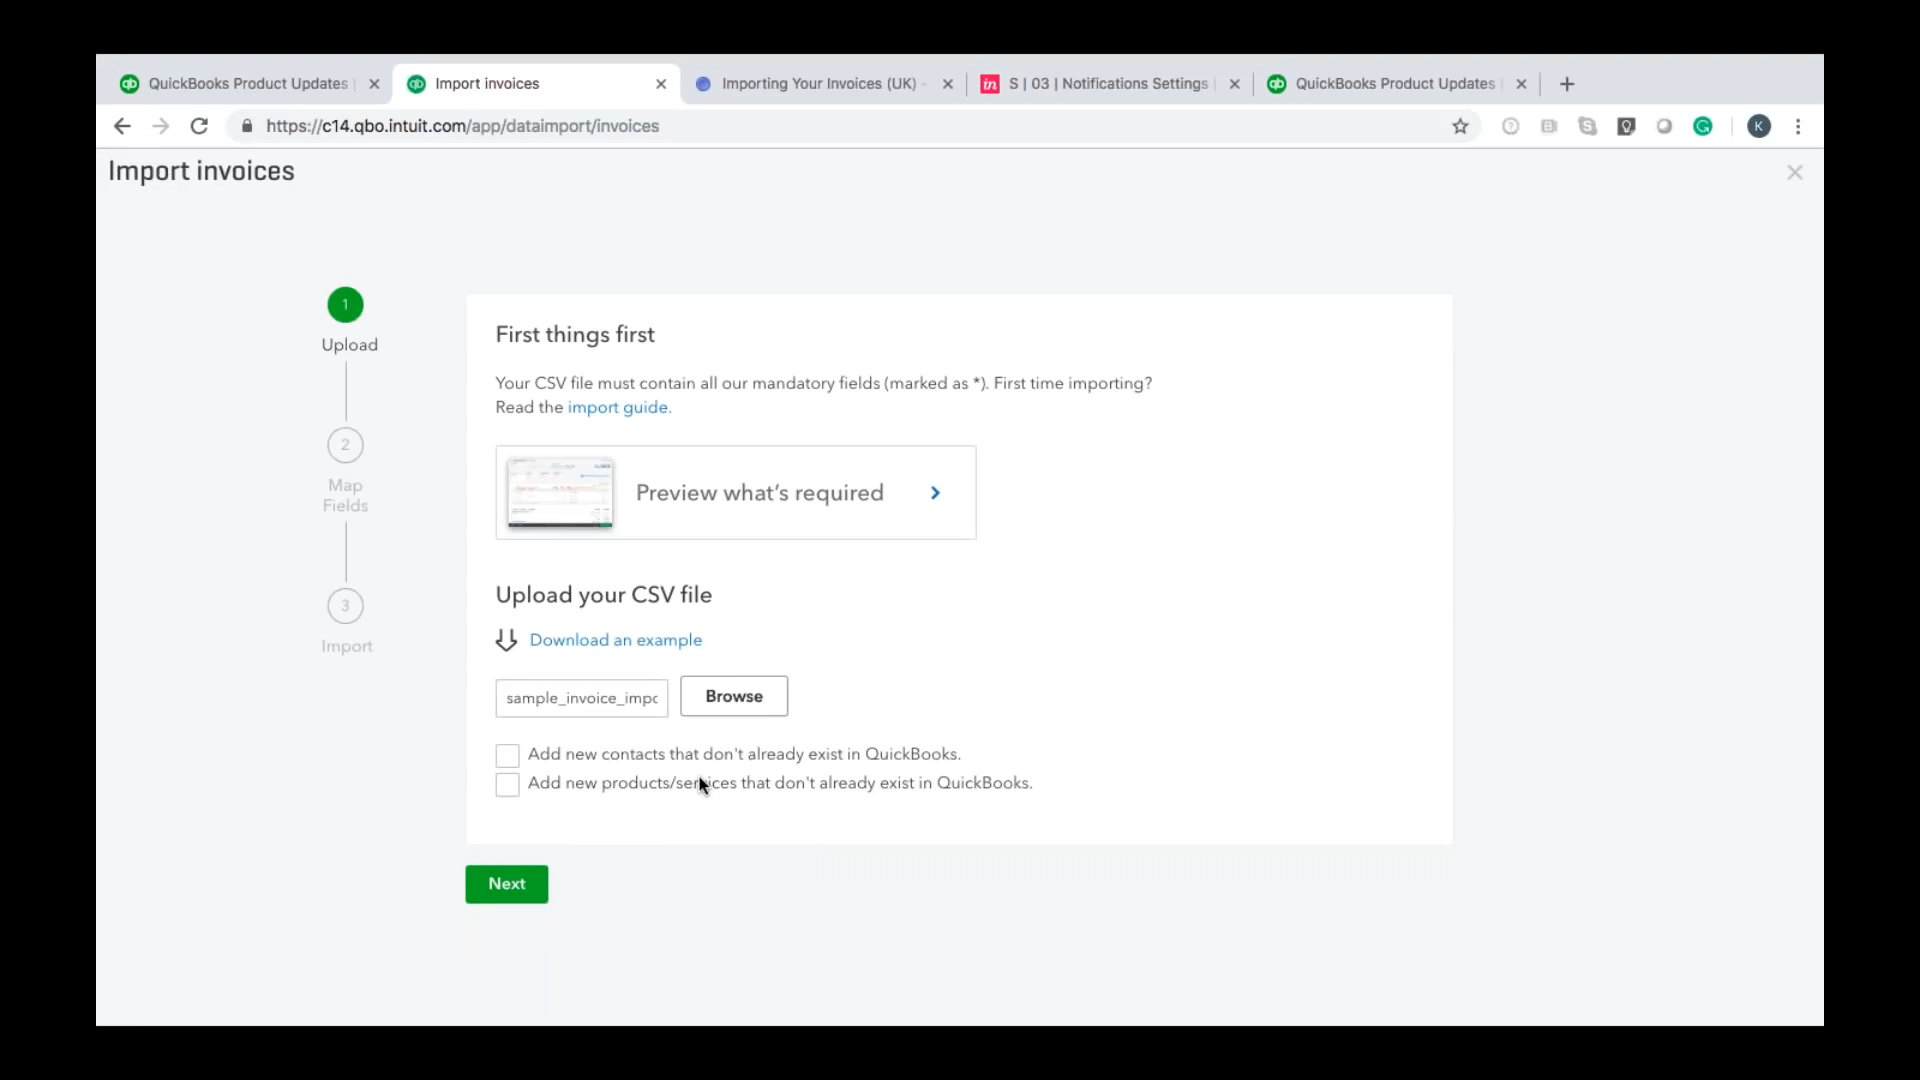 QuickBooks Product Updates
Import invoices
Importing Your Invoices (UK) -
S | 03 | Notifications Settings
QuickBooks Product Updates
https://c14.qbo.intuit.com/app/dataimport/invoices
K
Import invoices
1
Upload
2
Map
Fields
3
Import
First things first
Your CSV file must contain all our mandatory fields (marked as *). First time importing?
Read the import guide.
Preview what's required
Upload your CSV file
Download an example
sample_invoice_impo
Browse
Add new contacts that don't already exist in QuickBooks.
Add new products/services that don't already exist in QuickBooks.
Next